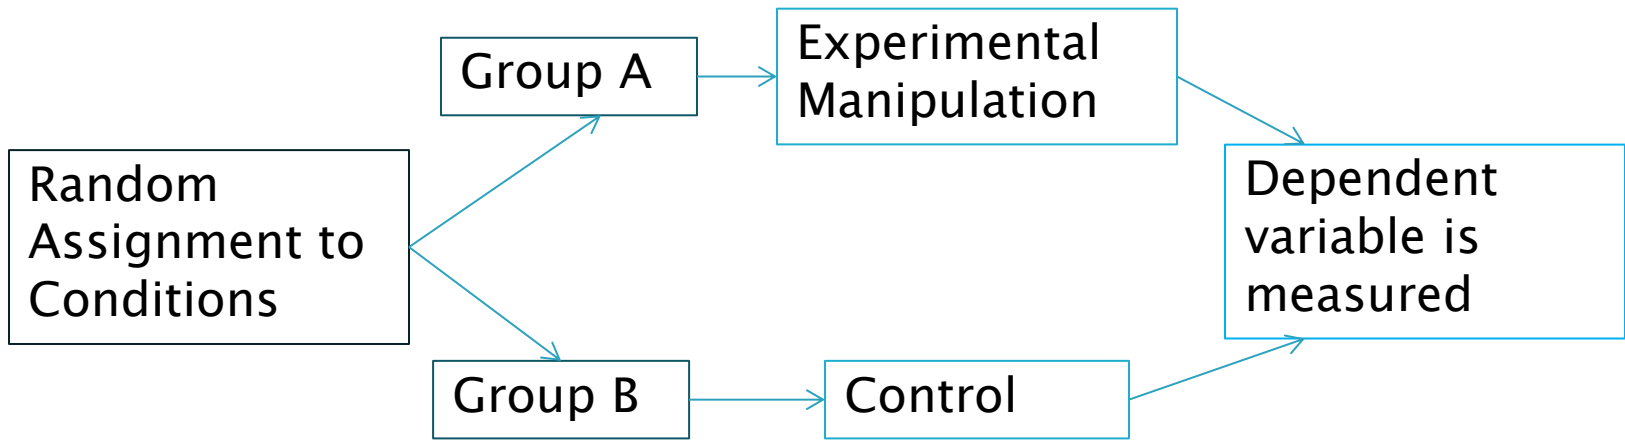 Group A
Experimental
Manipulation
Random
Assignment to
Conditions
Dependent
variable is
measured
Group B
Control